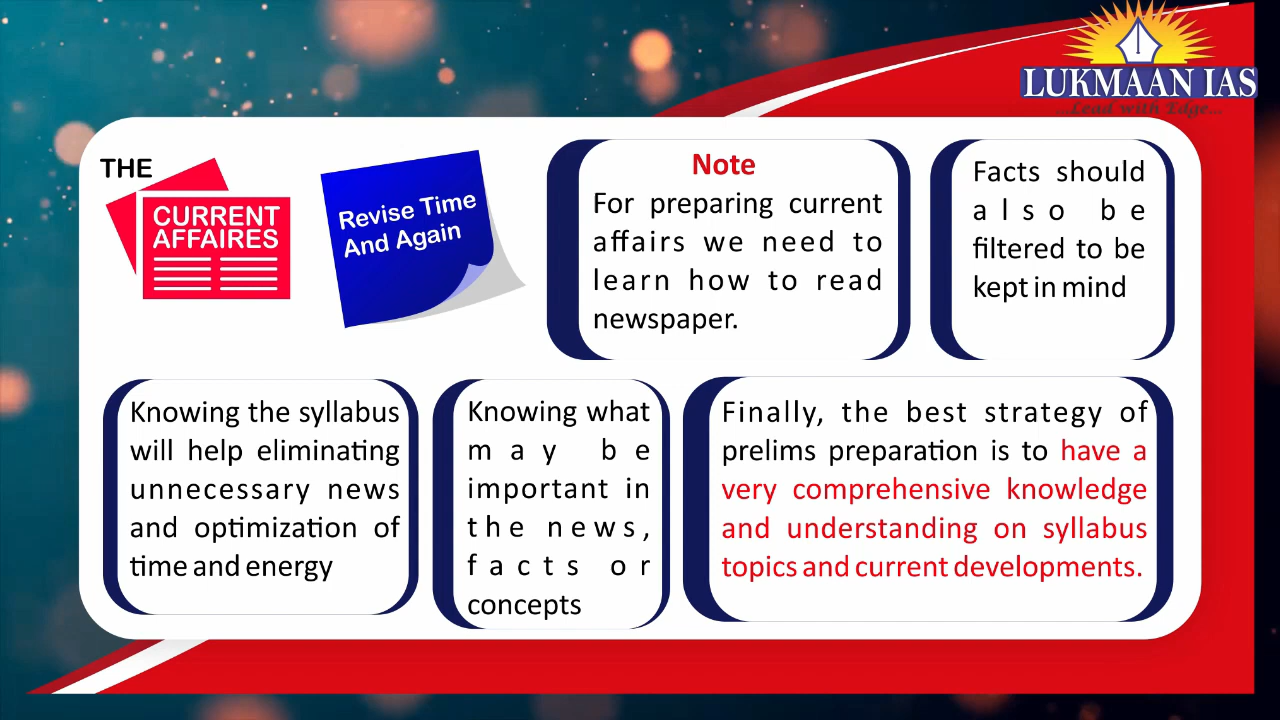 LUKMAAN IAS
...Lead with Edge...
THE
CURRENT
AFFAIRES
Revise Time
And Again
Note
For preparing current
affairs we need to
learn how to read
newspaper.
Facts should
also be
filtered to be
kept in mind
Knowing the syllabus
will help eliminating
unnecessary news
and optimization of
time and energy
Knowing what
may be
important in
the news,
facts or
concepts
Finally, the best strategy of
prelims preparation is to have a
very comprehensive knowledge
and understanding on syllabus
topics and current developments.